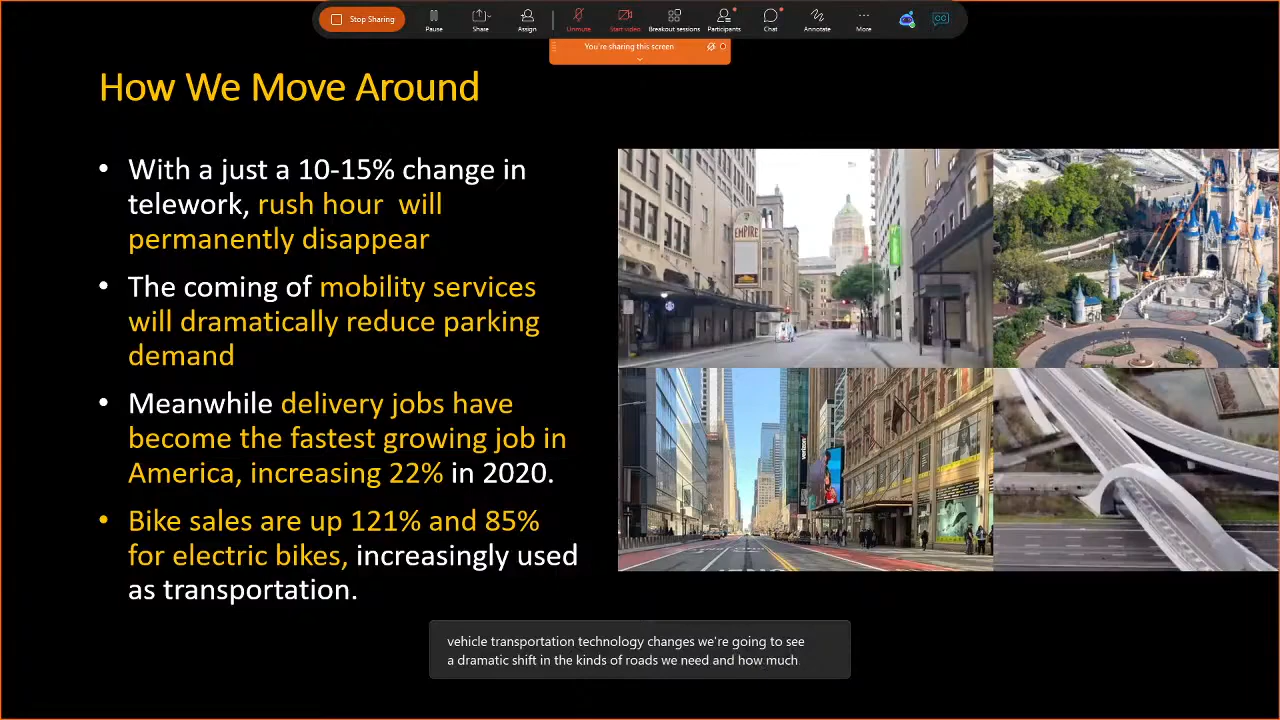 Stop Sharing
Pause
Share
Assign
Unmute
Start video
Breakout sessions
Participants
Chat
Annotate
More
CC
You're sharing this screen
How We Move Around
• With a just a 10-15% change in
telework, rush hour will
permanently disappear
• The coming of mobility services
will dramatically reduce parking
demand
• Meanwhile delivery jobs have
become the fastest growing job in
America, increasing 22% in 2020.
• Bike sales are up 121% and 85%
for electric bikes, increasingly used
as transportation.
EMPIRE
verizon
vehicle transportation technology changes we're going to see
a dramatic shift in the kinds of roads we need and how much